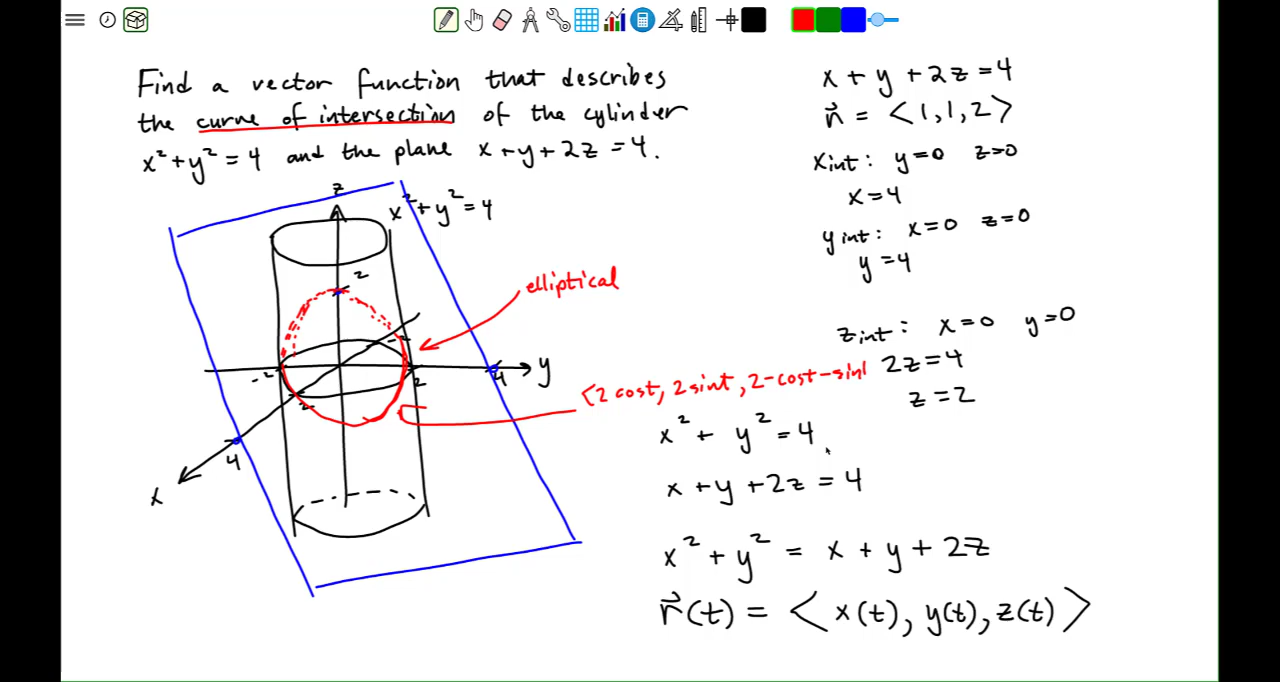 Find a vector function that describes
the curve of intersection of the cylinder
x² + y² = 4 and the plane x + y + 2z = 4.
z
x² + y² = 4
2
elliptical
-2
-2
2
4
y
2
4
x
x + y + 2z = 4
n⃗ = <1,1,2>
xint: y=0 z=0
x=4
yint: x=0 z=0
y=4
zint: x=0 y=0
2z=4
z=2
<2cost, 2sint, 2-cost-sint
x² + y² = 4
x + y + 2z = 4
x² + y² = x + y + 2z
r⃗(t) = <x(t), y(t), z(t)>